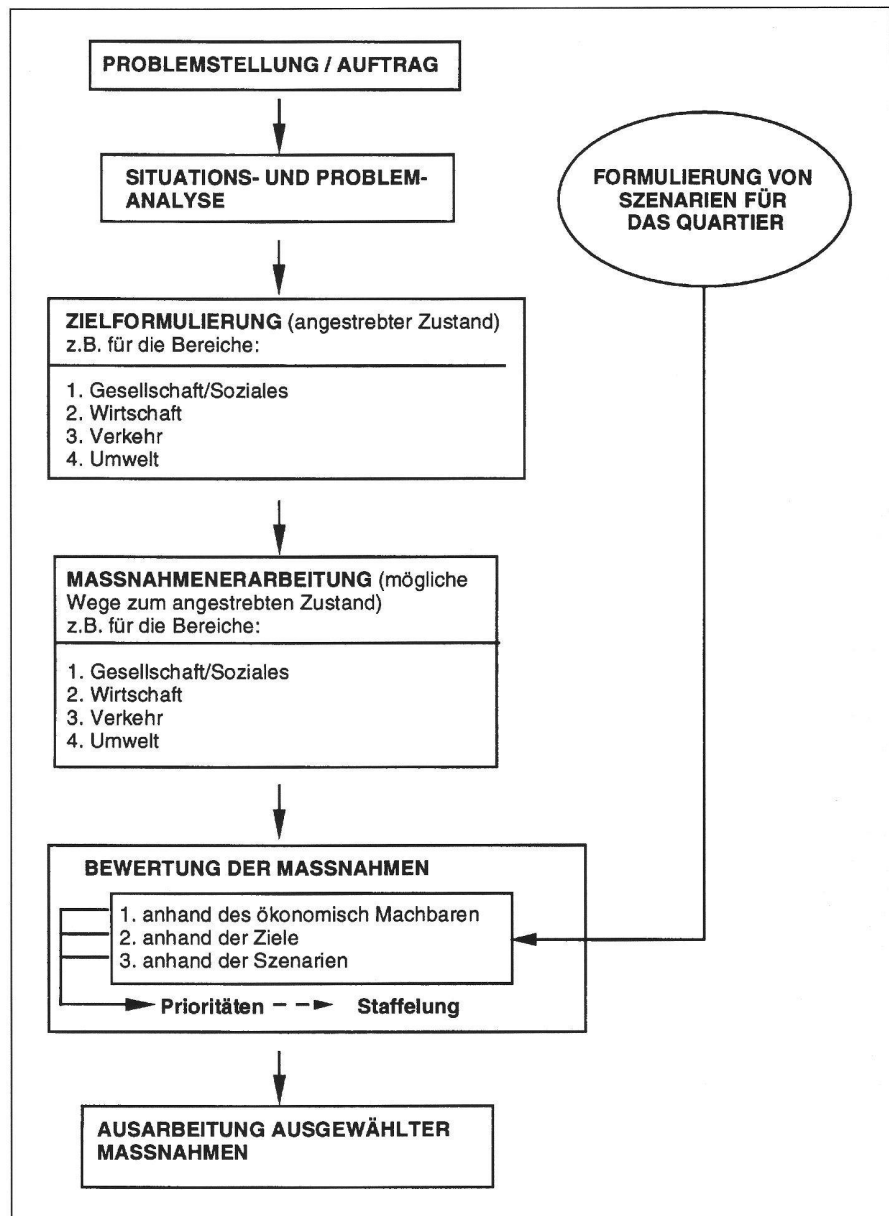 PROBLEMSTELLUNG / AUFTRAG
SITUATIONS- UND PROBLEM-
ANALYSE
FORMULIERUNG VON
SZENARIEN FÜR
DAS QUARTIER
ZIELFORMULIERUNG (angestrebter Zustand)
z.B. für die Bereiche:
1. Gesellschaft/Soziales
2. Wirtschaft
3. Verkehr
4. Umwelt
MASSNAHMENERARBEITUNG (mögliche
Wege zum angestrebten Zustand)
z.B. für die Bereiche:
1. Gesellschaft/Soziales
2. Wirtschaft
3. Verkehr
4. Umwelt
BEWERTUNG DER MASSNAHMEN
1. anhand des ökonomisch Machbaren
2. anhand der Ziele
3. anhand der Szenarien
Prioritäten Staffelung
AUSARBEITUNG AUSGEWÄHLTER
MASSNAHMEN